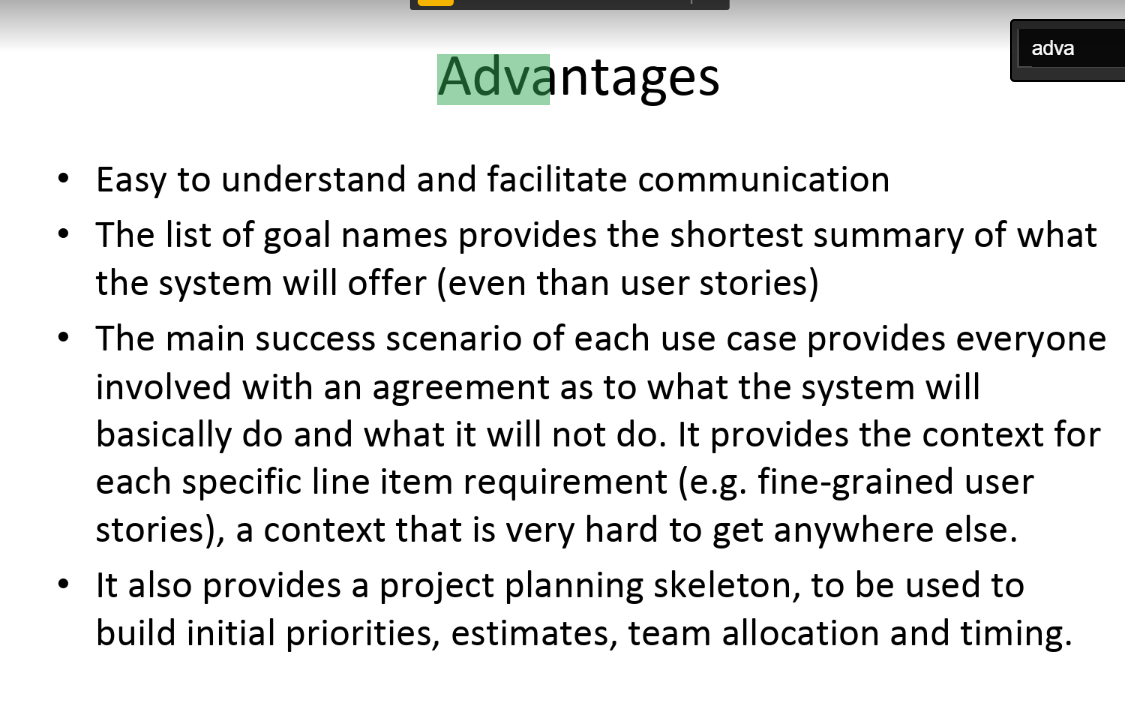 adva
Advantages
• Easy to understand and facilitate communication
• The list of goal names provides the shortest summary of what
the system will offer (even than user stories)
• The main success scenario of each use case provides everyone
involved with an agreement as to what the system will
basically do and what it will not do. It provides the context for
each specific line item requirement (e.g. fine-grained user
stories), a context that is very hard to get anywhere else.
• It also provides a project planning skeleton, to be used to
build initial priorities, estimates, team allocation and timing.